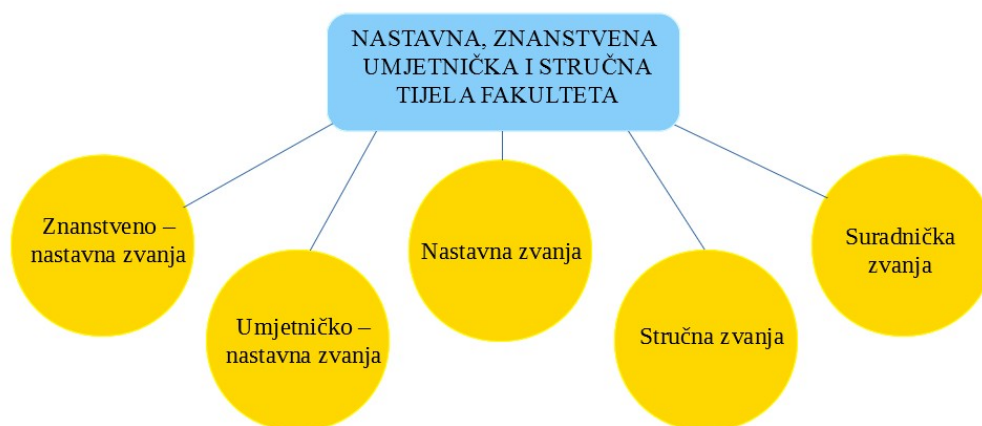 NASTAVNA, ZNANSTVENA
UMJETNIČKA I STRUČNA
TIJELA FAKULTETA
Znanstveno –
nastavna zvanja
Umjetničko –
nastavna zvanja
Nastavna zvanja
Stručna zvanja
Suradnička
zvanja